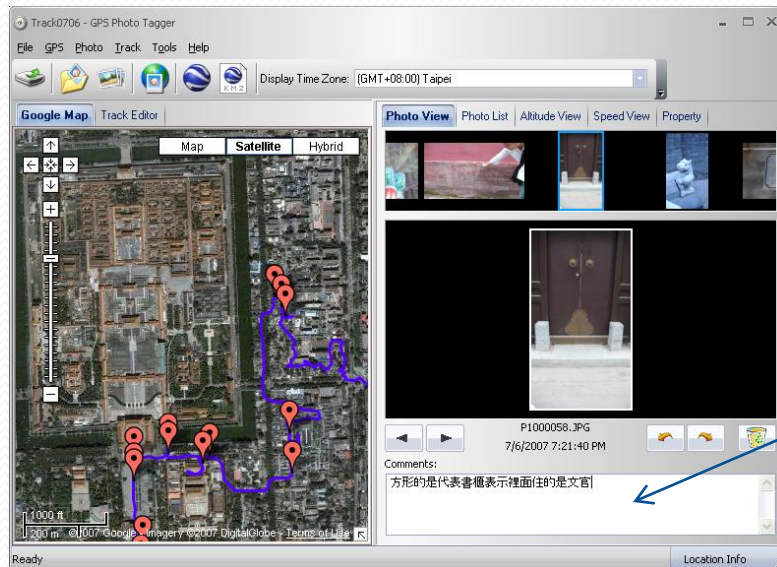 Track0706 - GPS Photo Tagger
File GPS Photo Track Tools Help
KMZ
Display Time Zone: (GMT+08:00) Taipei
Google Map Track Editor
Photo View Photo List Altitude View Speed View Property
Map Satellite Hybrid
P1000058.JPG
7/6/2007 7:21:40 PM
Comments:
方形的是代表書櫃表示裡面住的是文官
1000 ft
200 m ©2007 Google - Imagery ©2007 DigitalGlobe - Terms of Use
Ready Location Info